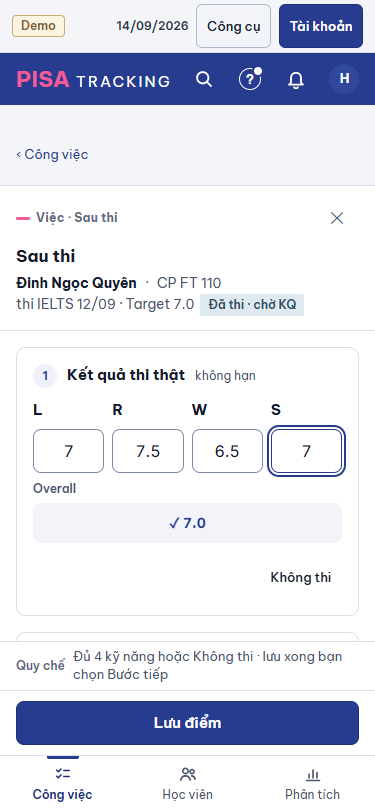 Demo
14/09/2026
Công cụ
Tài khoản
PISA TRACKING
?
H
‹ Công việc
Việc · Sau thi
Sau thi
Đinh Ngọc Quyên · CP FT 110
thi IELTS 12/09 · Target 7.0 Đã thi · chờ KQ
1 Kết quả thi thật không hạn
L R W S
7 7.5 6.5 7
Overall
✓ 7.0
Không thi
Quy chế
Đủ 4 kỹ năng hoặc Không thi · lưu xong bạn
chọn Bước tiếp
Lưu điểm
Công việc
Học viên
Phân tích